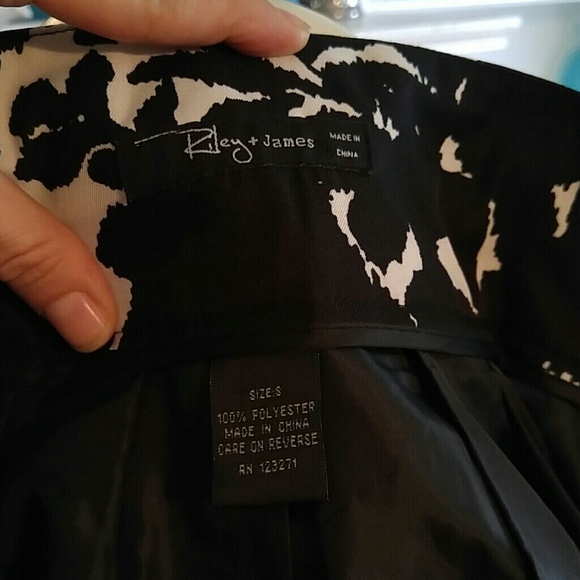 Riley + James
MADE IN
CHINA
SIZE:S
100% POLYESTER
MADE IN CHINA
CARE ON REVERSE
RN 123271